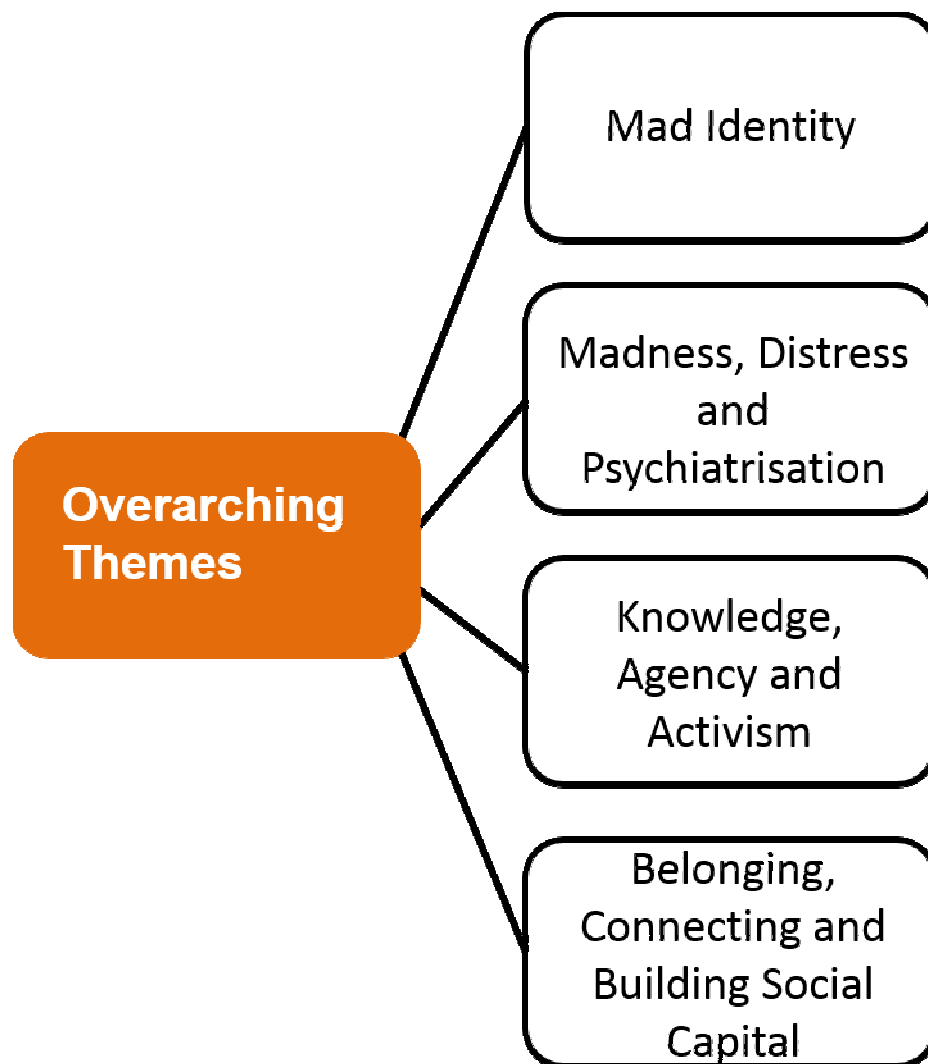 Mad Identity
Madness, Distress
and
Psychiatrisation
Overarching
Themes
Knowledge,
Agency and
Activism
Belonging,
Connecting and
Building Social
Capital